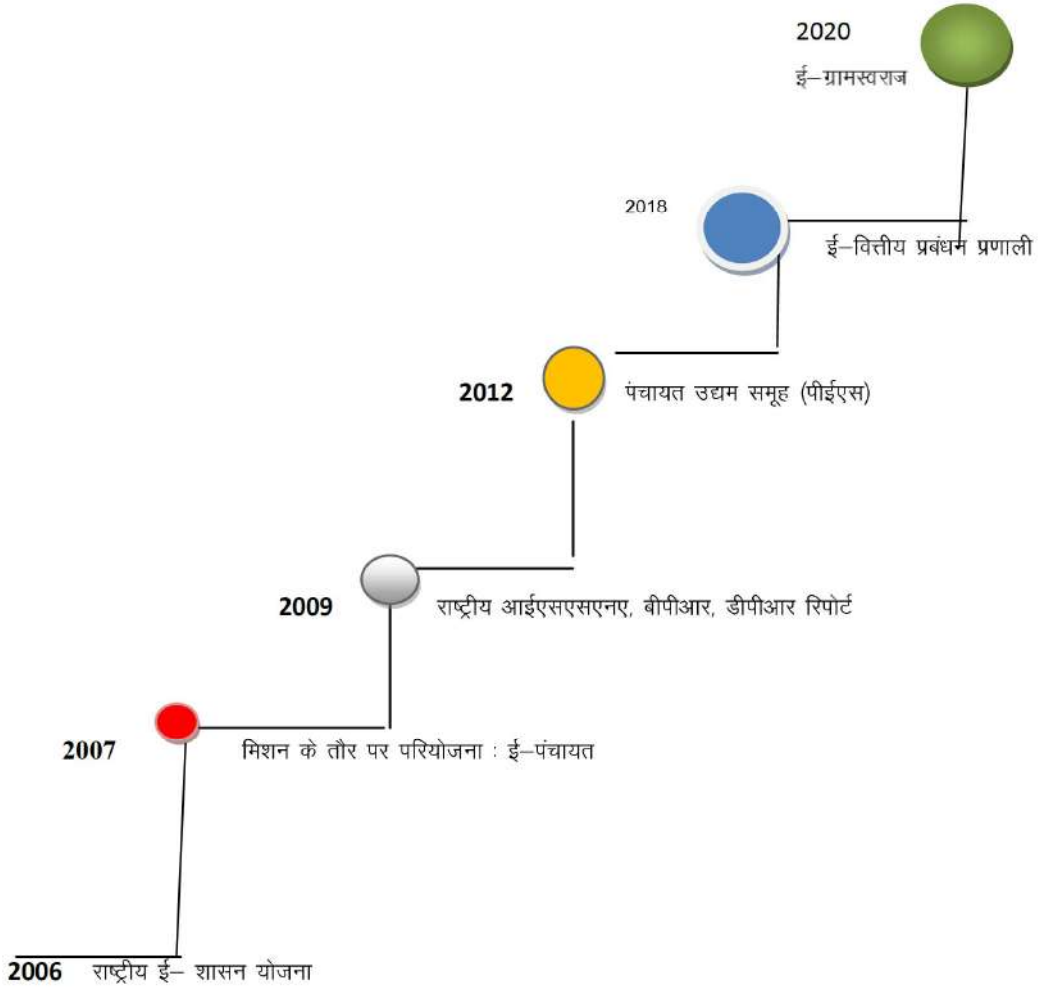 2020
ई–ग्रामस्वराज
2018
ई–वित्तीय प्रबंधन प्रणाली
2012 पंचायत उद्यम समूह (पीईएस)
2009 राष्ट्रीय आईएसएसएनए, बीपीआर, डीपीआर रिपोर्ट
2007 मिशन के तौर पर परियोजना : ई–पंचायत
2006 राष्ट्रीय ई– शासन योजना